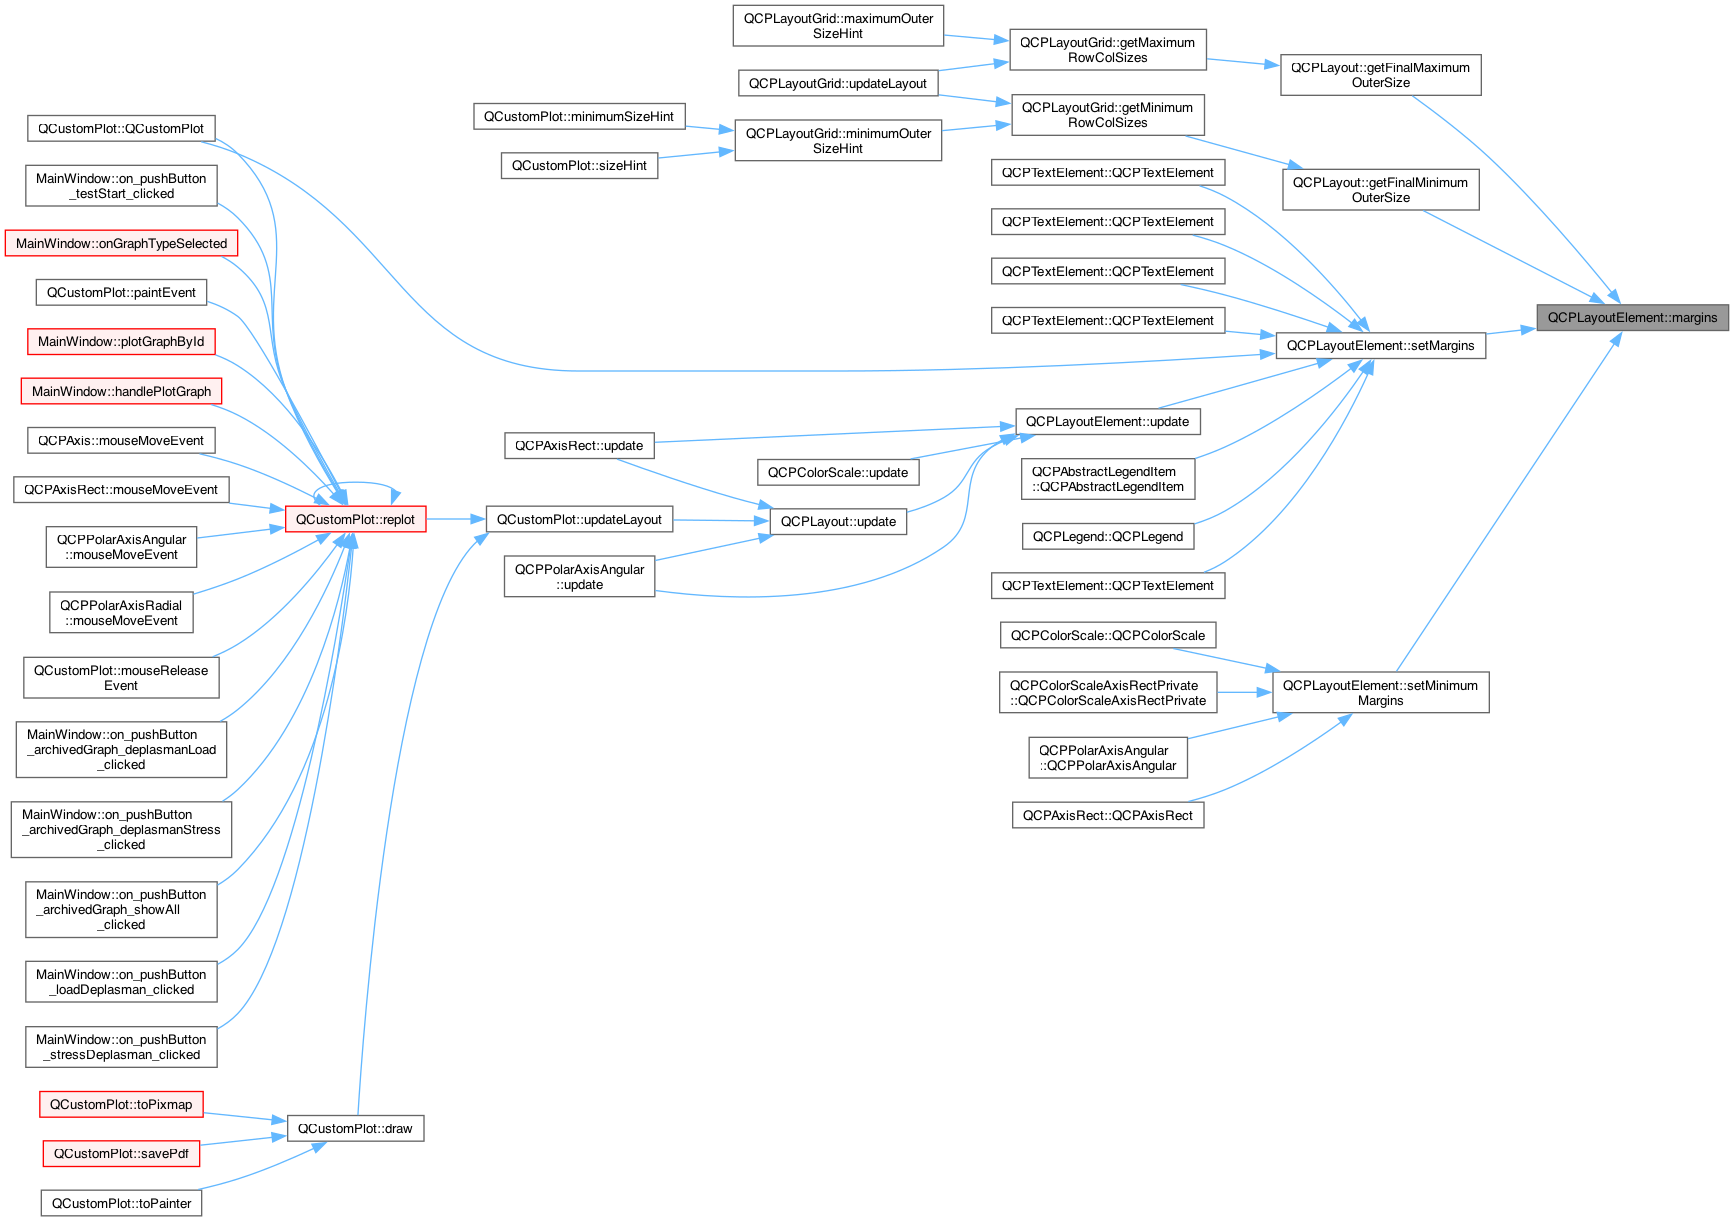 QCPLayoutGrid::maximumOuter
SizeHint
QCPLayoutGrid::getMaximum
RowColSizes
QCPLayout::getFinalMaximum
OuterSize
QCPLayoutGrid::updateLayout
QCustomPlot::minimumSizeHint
QCPLayoutGrid::getMinimum
RowColSizes
QCustomPlot::QCustomPlot
QCPLayoutGrid::minimumOuter
SizeHint
QCustomPlot::sizeHint
QCPTextElement::QCPTextElement
MainWindow::on_pushButton
_testStart_clicked
QCPLayout::getFinalMinimum
OuterSize
QCPTextElement::QCPTextElement
MainWindow::onGraphTypeSelected
QCPTextElement::QCPTextElement
QCustomPlot::paintEvent
QCPTextElement::QCPTextElement
QCPLayoutElement::margins
MainWindow::plotGraphById
QCPLayoutElement::setMargins
MainWindow::handlePlotGraph
QCPLayoutElement::update
QCPAxis::mouseMoveEvent
QCPAxisRect::update
QCPColorScale::update
QCPAbstractLegendItem
::QCPAbstractLegendItem
QCPAxisRect::mouseMoveEvent
QCustomPlot::replot
QCustomPlot::updateLayout
QCPLayout::update
QCPLegend::QCPLegend
QCPPolarAxisAngular
::mouseMoveEvent
QCPPolarAxisAngular
::update
QCPTextElement::QCPTextElement
QCPPolarAxisRadial
::mouseMoveEvent
QCPColorScale::QCPColorScale
QCustomPlot::mouseRelease
Event
QCPColorScaleAxisRectPrivate
::QCPColorScaleAxisRectPrivate
QCPLayoutElement::setMinimum
Margins
MainWindow::on_pushButton
_archivedGraph_deplasmanLoad
_clicked
QCPPolarAxisAngular
::QCPPolarAxisAngular
MainWindow::on_pushButton
_archivedGraph_deplasmanStress
_clicked
QCPAxisRect::QCPAxisRect
MainWindow::on_pushButton
_archivedGraph_showAll
_clicked
MainWindow::on_pushButton
_loadDeplasman_clicked
MainWindow::on_pushButton
_stressDeplasman_clicked
QCustomPlot::toPixmap
QCustomPlot::draw
QCustomPlot::savePdf
QCustomPlot::toPainter